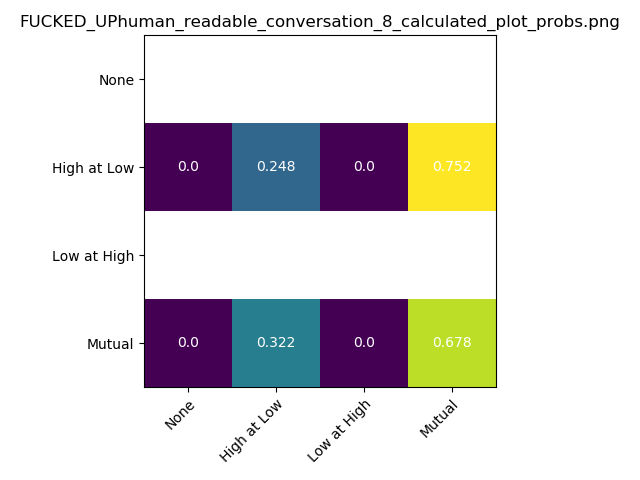 FUCKED_UPhuman_readable_conversation_8_calculated_plot_probs.png
None
High at Low
0.0 0.248 0.0 0.752
Low at High
Mutual
0.0 0.322 0.0 0.678
None
High at Low
Low at High
Mutual